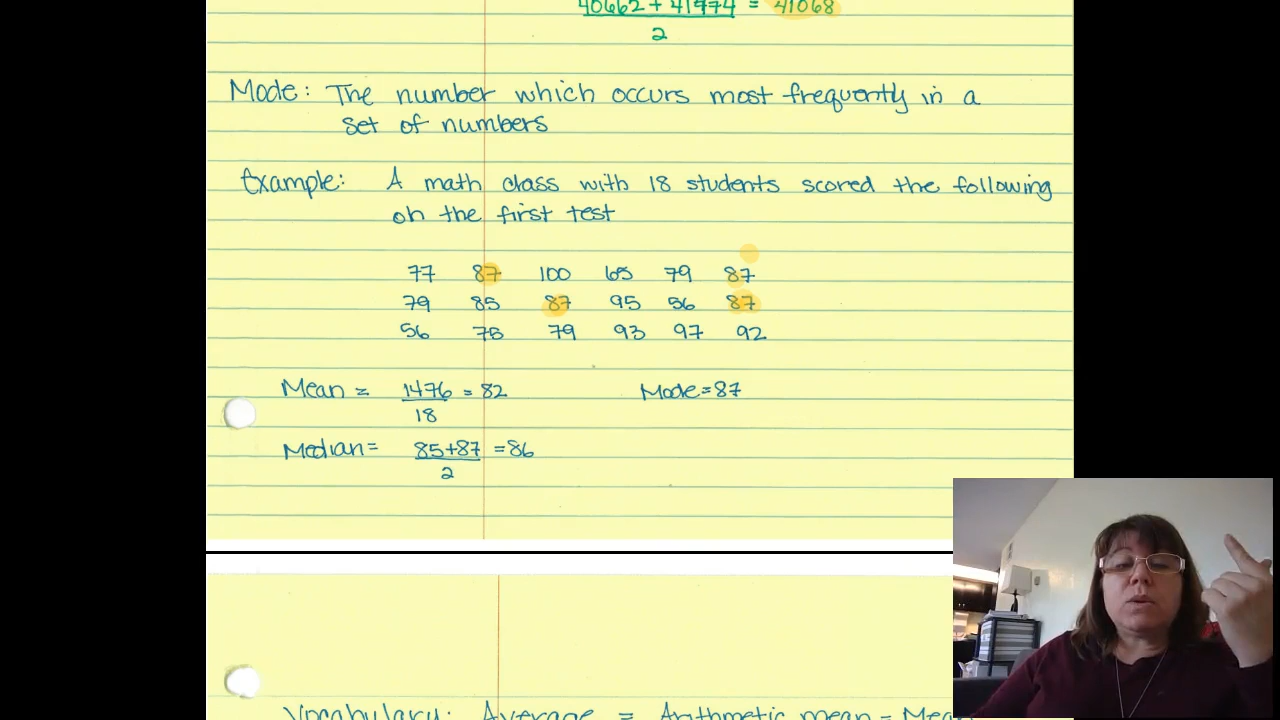 40662 + 41474 = 41068
2
Mode: The number which occurs most frequently in a
set of numbers
Example: A math class with 18 students scored the following
on the first test
77 87 100 65 79 87
79 85 87 95 56 87
56 75 79 93 97 92
Mean = 1476 = 82 Mode = 87
18
Median = 85+87 = 86
2
Vocabulary: Average = Arithmetic mean =